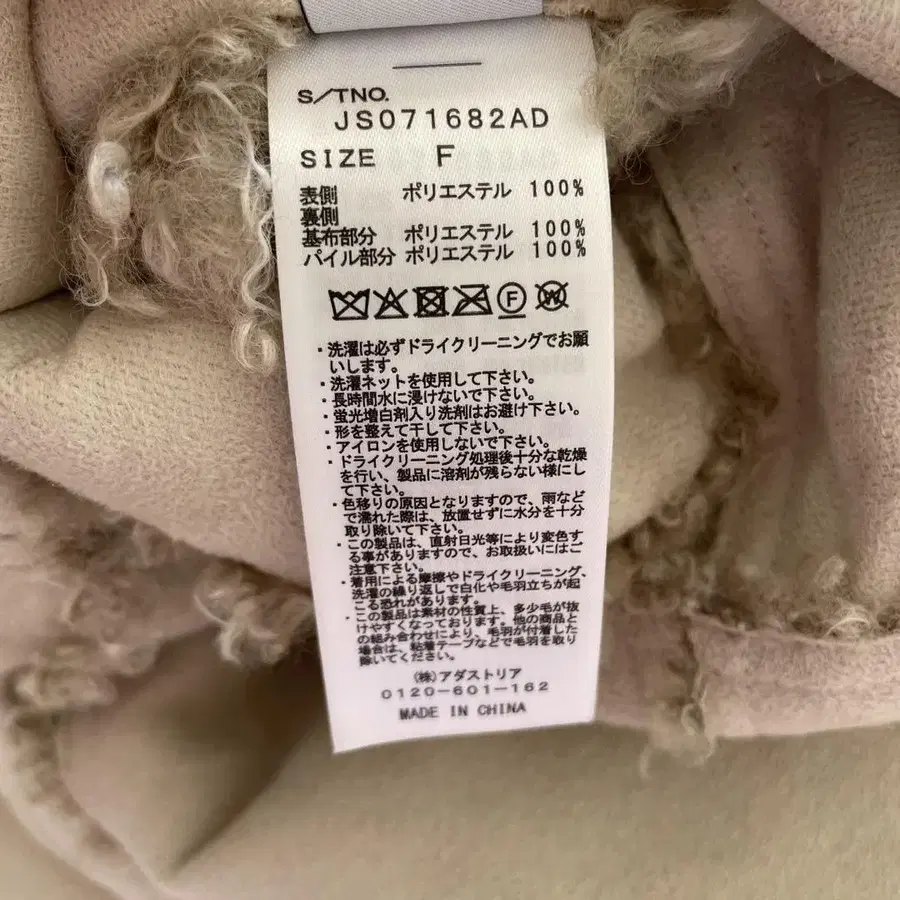 S/TNO.
JS071682AD
SIZE F
表側 ポリエステル 100%
裏側
基布部分 ポリエステル 100%
パイル部分 ポリエステル 100%
F W
・洗濯は必ずドライクリーニングでお願
いします。
・洗濯ネットを使用して下さい。
・長時間水に浸けないで下さい。
・蛍光増白剤入り洗剤はお避け下さい。
・形を整えて干して下さい。
・アイロンを使用しないで下さい。
・ドライクリーニング処理後十分な乾燥
を行い、製品に溶剤が残らない様にし
て下さい。
・色移りの原因となりますので、雨など
で濡れた際は、放置せずに水分を十分
取り除いて下さい。
・この製品は、直射日光等により変色す
る事がありますので、お取扱いにはご
注意下さい。
・着用による摩擦やドライクリーニング、
洗濯の繰り返しで白化や毛羽立ちが起
こる恐れがあります。
・この製品は素材の性質上、多少毛が抜
けやすくなっております。他の商品と
の組み合わせにより、毛羽が付着した
場合は、粘着テープなどで毛羽を取り
除いてください。
(株)アダストリア
0120-601-162
MADE IN CHINA